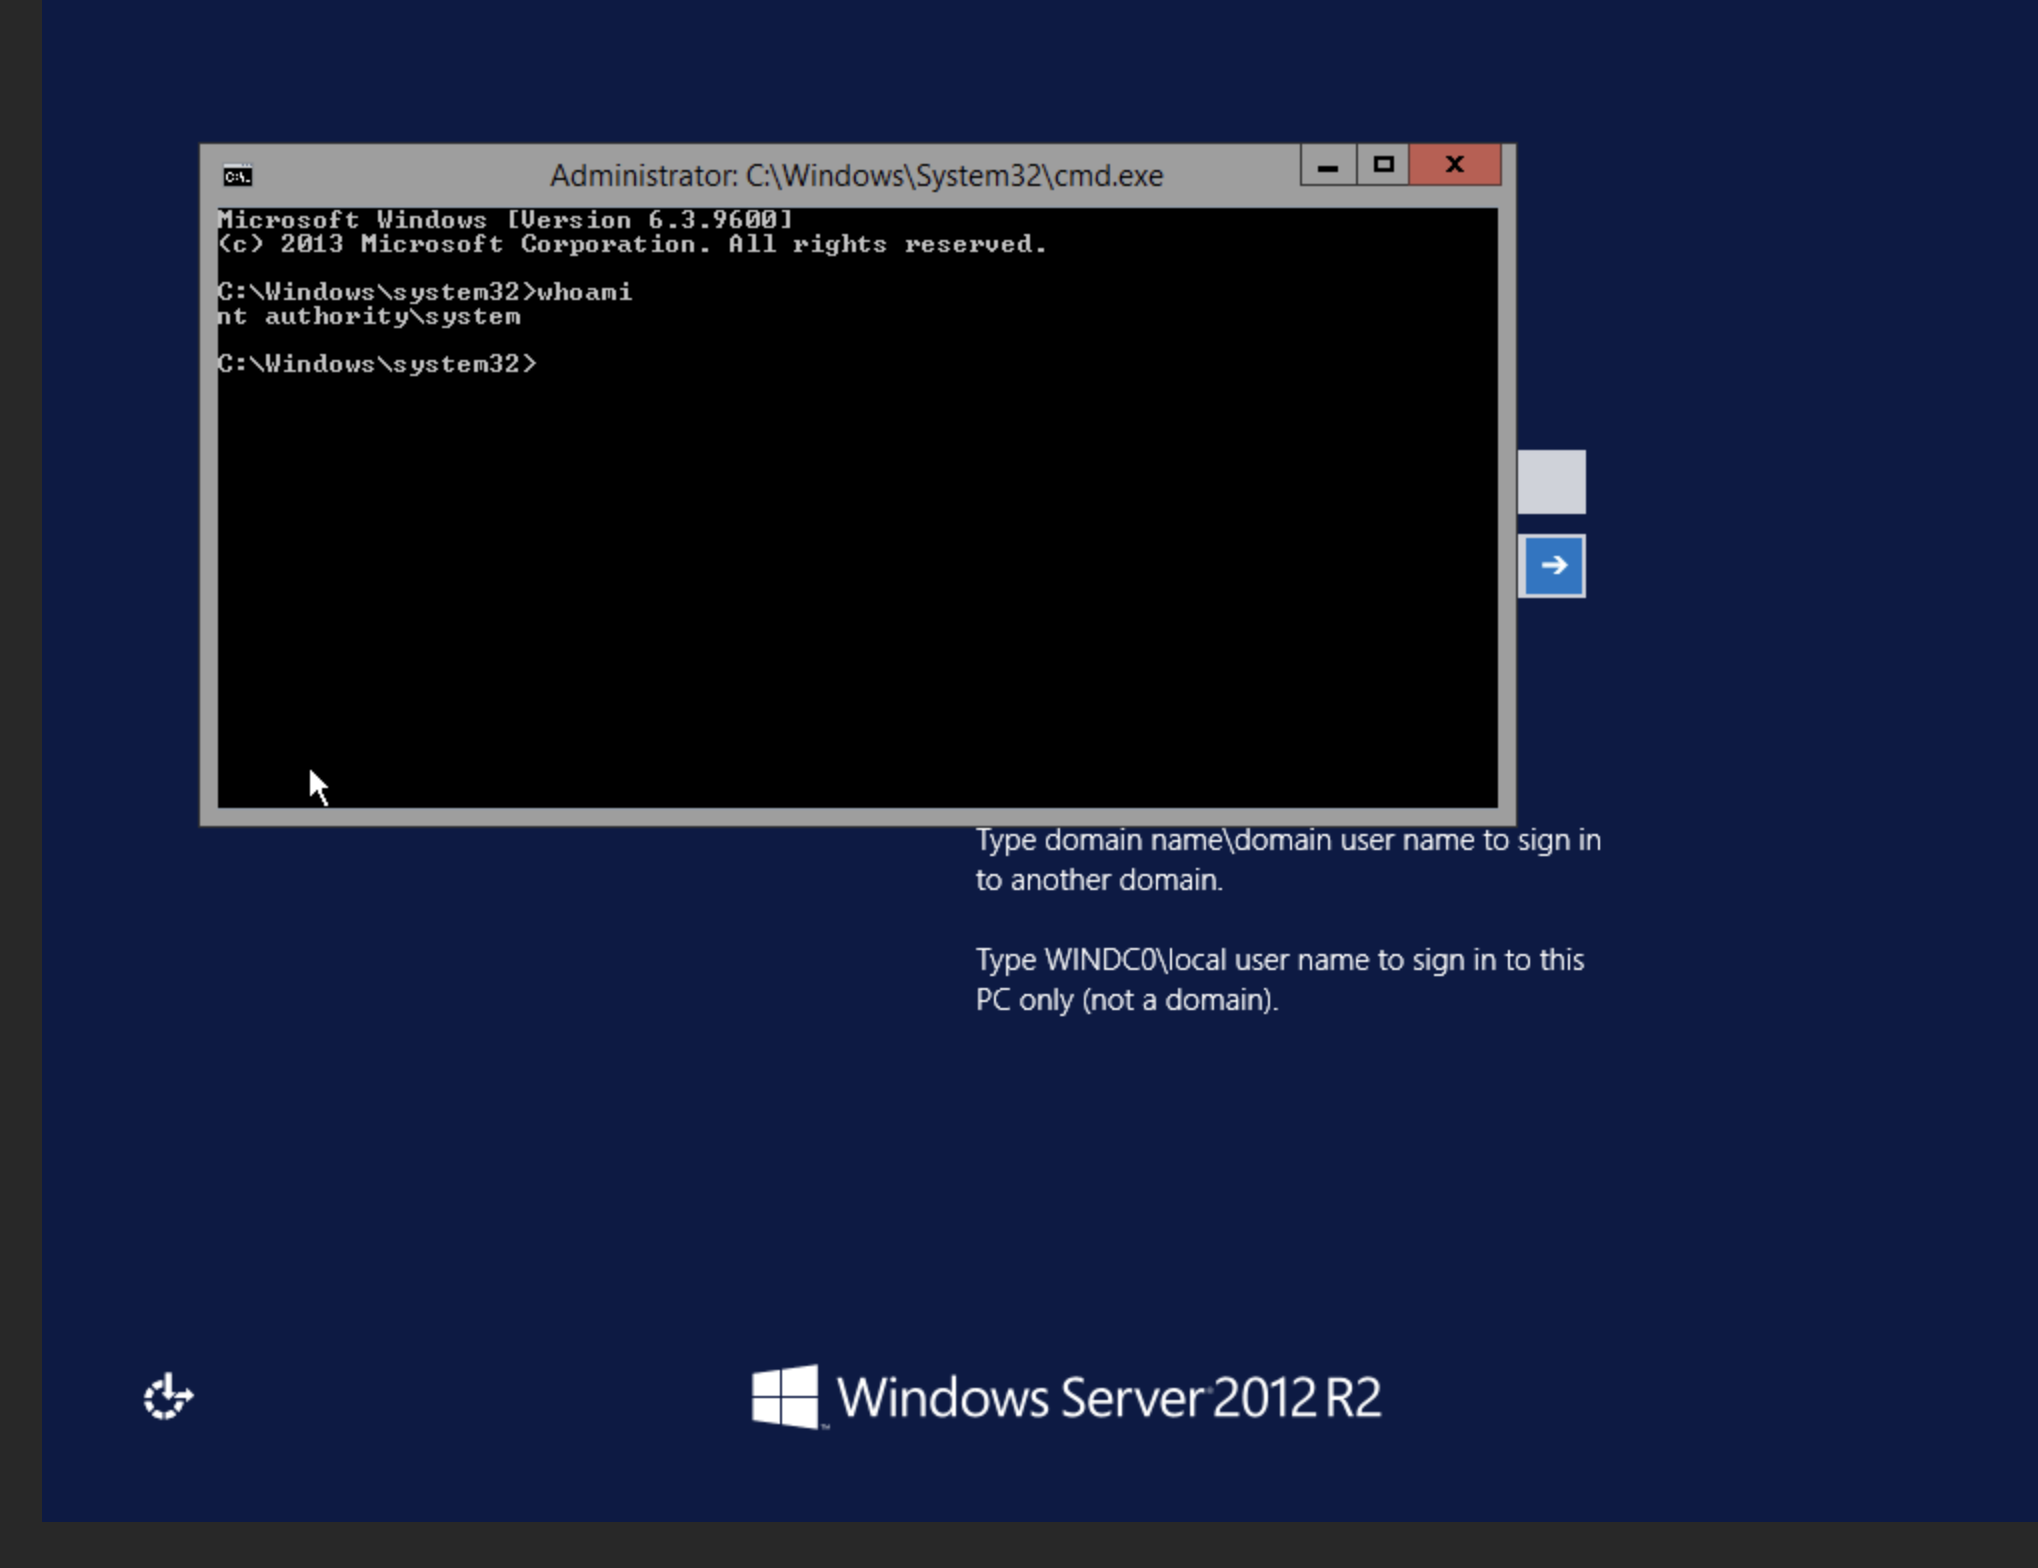 Administrator: C:\Windows\System32\cmd.exe
Microsoft Windows [Version 6.3.9600]
(c) 2013 Microsoft Corporation. All rights reserved.
C:\Windows\system32>whoami
nt authority\system
C:\Windows\system32>
Type domain name\domain user name to sign in
to another domain.
Type WINDC0\local user name to sign in to this
PC only (not a domain).
Windows Server 2012 R2